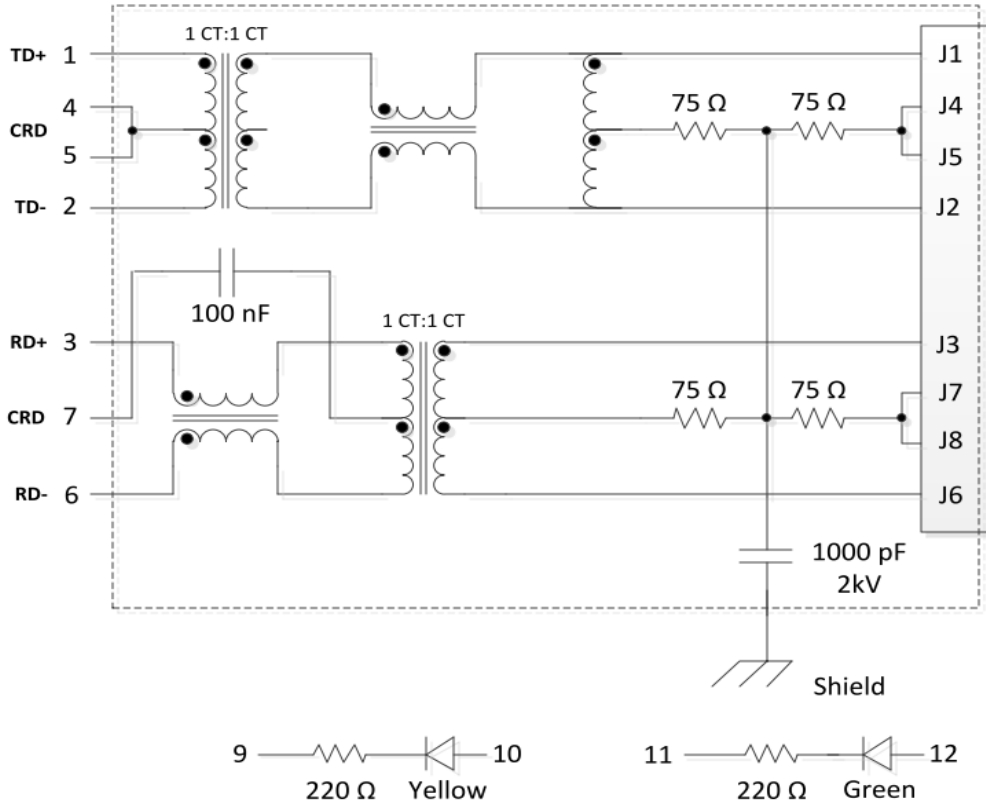 1 CT:1 CT
TD+ 1
J1
4
75 Ω 75 Ω
J4
CRD
5
J5
TD- 2
J2
100 nF
1 CT:1 CT
RD+ 3
J3
75 Ω 75 Ω
J7
CRD 7
J8
RD- 6
J6
1000 pF
2kV
Shield
9 10 11 12
220 Ω Yellow 220 Ω Green